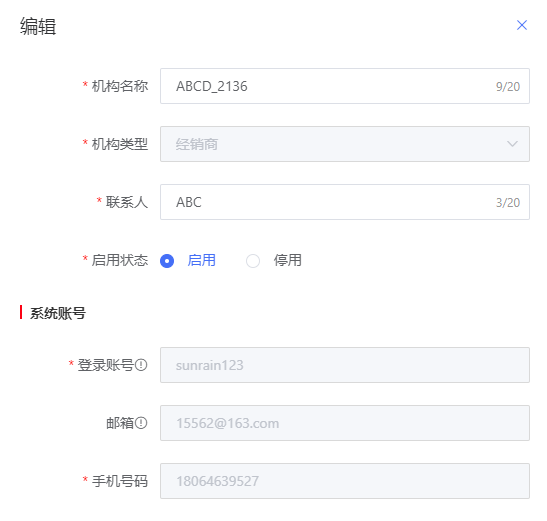 编辑
* 机构名称 ABCD_2136 9/20
* 机构类型 经销商
* 联系人 ABC 3/20
* 启用状态 启用 停用
系统账号
* 登录账号 sunrain123
邮箱 15562@163.com
* 手机号码 18064639527